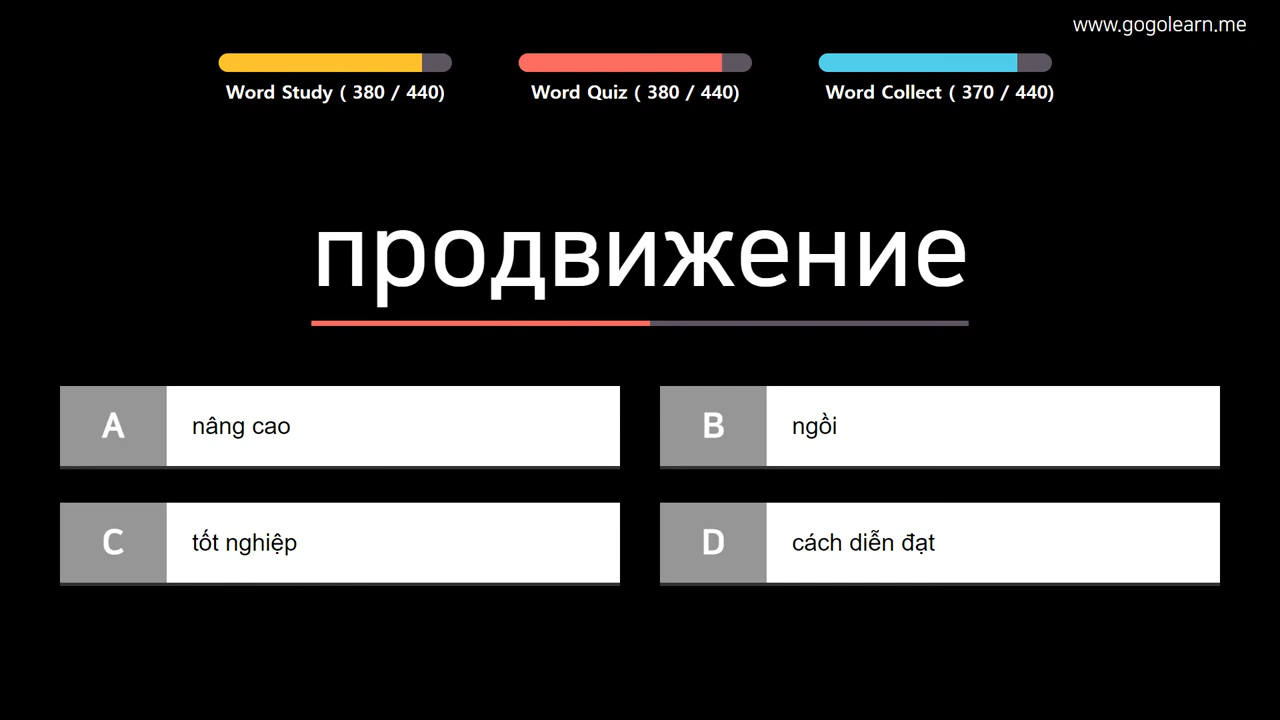 www.gogolearn.me
Word Study ( 380 / 440)
Word Quiz ( 380 / 440)
Word Collect ( 370 / 440)
продвижение
A nâng cao
B ngồi
C tốt nghiệp
D cách diễn đạt